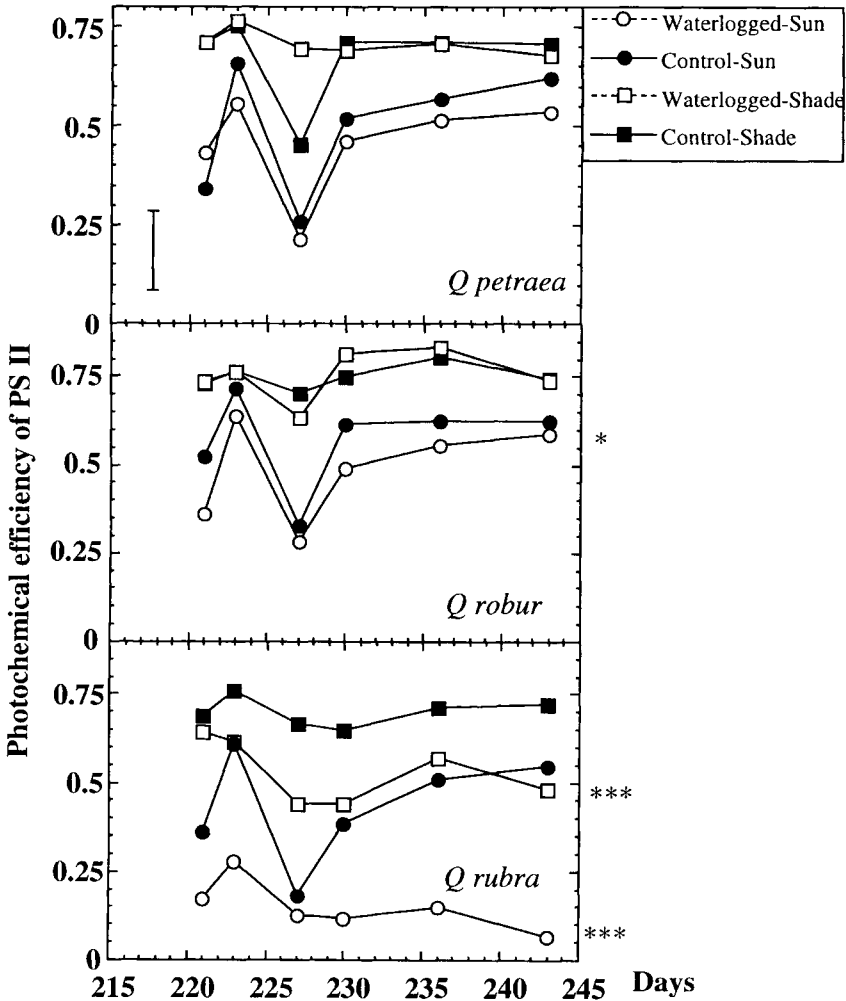 Photochemical efficiency of PS II
0.75
0.5
0.25
0
Waterlogged-Sun
Control-Sun
Waterlogged-Shade
Control-Shade
Q petraea
0.75
0.5
0.25
0
Q robur
*
0.75
0.5
0.25
0
Q rubra
***
***
215 220 225 230 235 240 245 Days